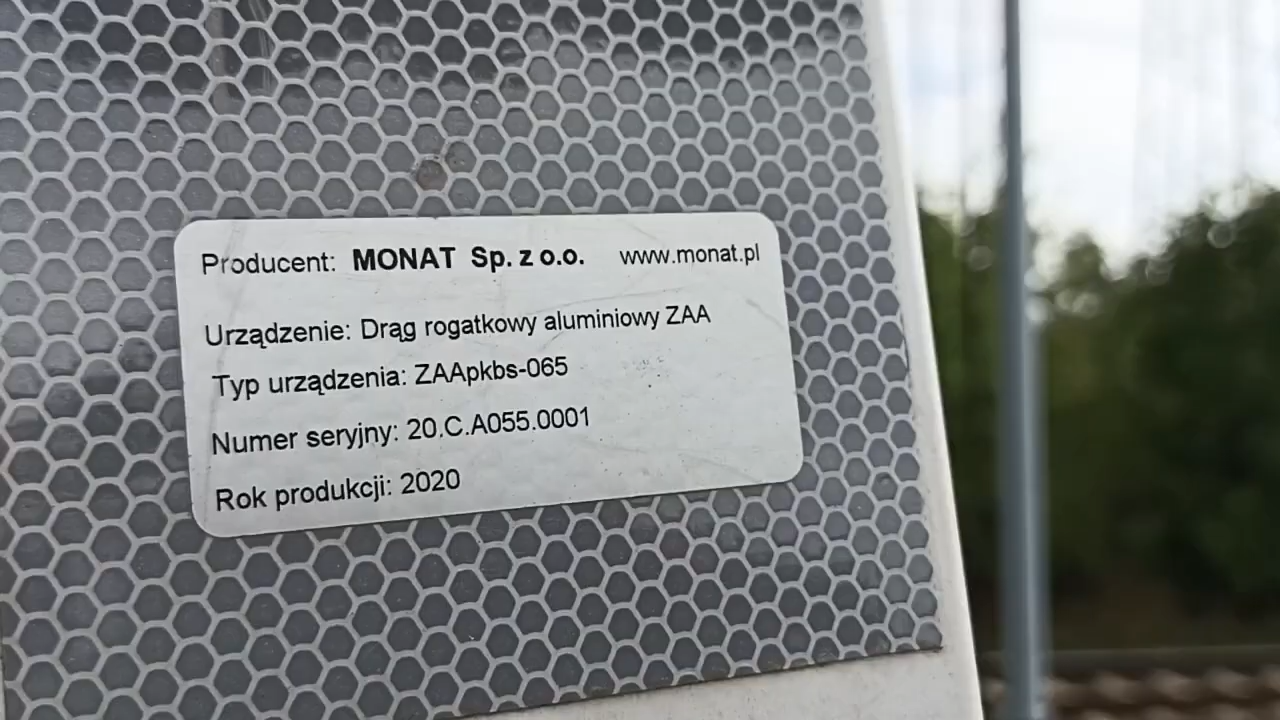 Producent: MONAT Sp. z o.o. www.monat.pl
Urządzenie: Drąg rogatkowy aluminiowy ZAA
Typ urządzenia: ZAApkbs-065
Numer seryjny: 20.C.A055.0001
Rok produkcji: 2020